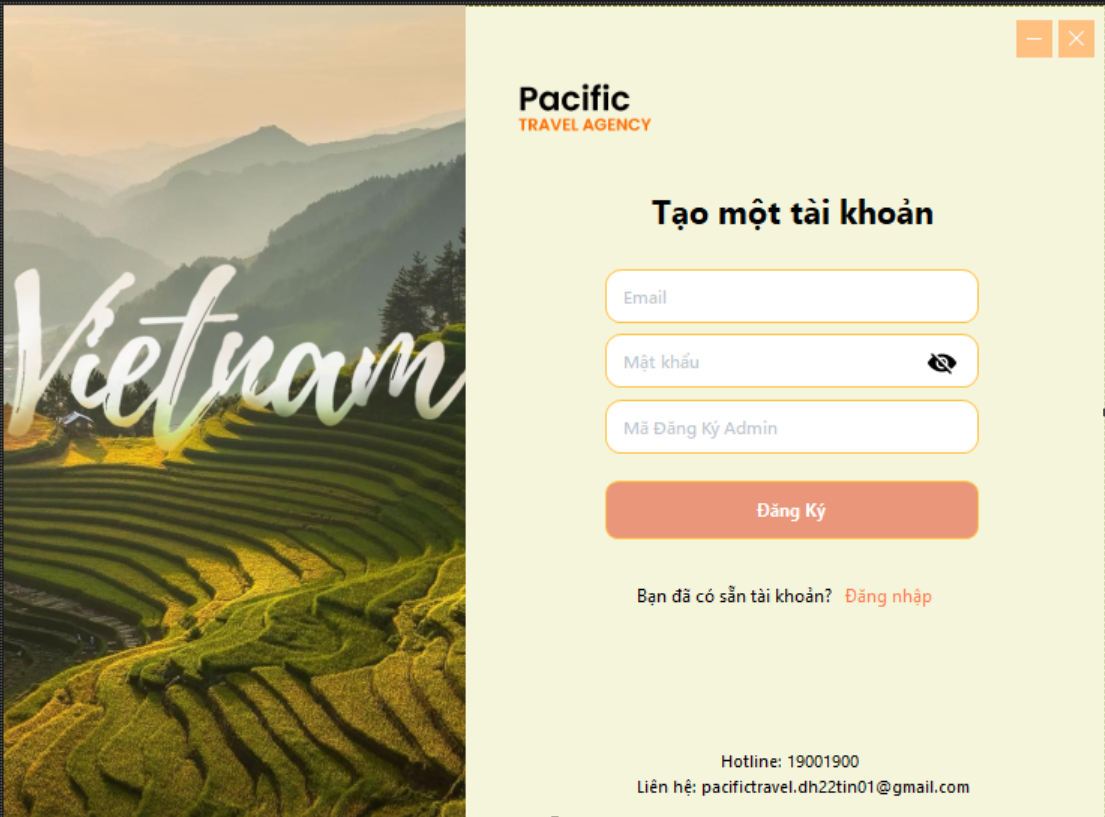 Vietnam
Pacific
TRAVEL AGENCY
Tạo một tài khoản
Email
Mật khẩu
Mã Đăng Ký Admin
Đăng Ký
Bạn đã có sẵn tài khoản? Đăng nhập
Hotline: 19001900
Liên hệ: pacifictravel.dh22tin01@gmail.com